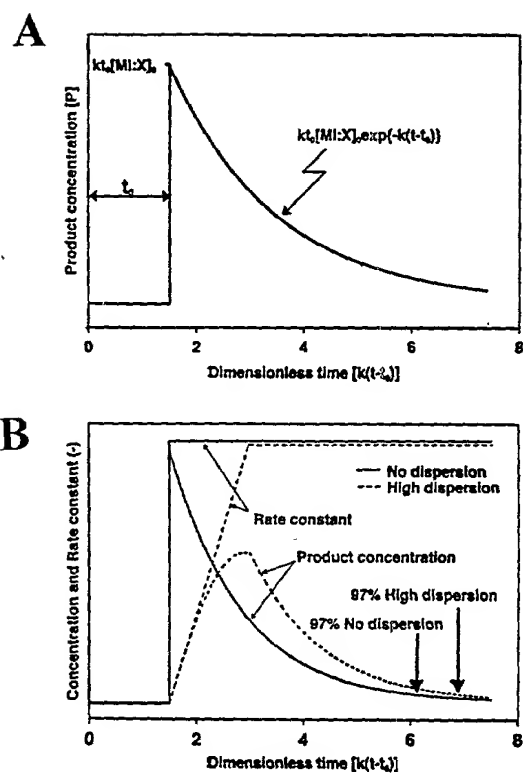 A
Product concentration [P]
kt₀[MI:X]₀
t₀
kt₀[MI:X]₀exp{-k(t-t₀)}
0 2 4 6 8
Dimensionless time [k(t-t₀)]
B
Concentration and Rate constant (-)
No dispersion
High dispersion
Rate constant
Product concentration
97% High dispersion
97% No dispersion
0 2 4 6 8
Dimensionless time [k(t-t₀)]